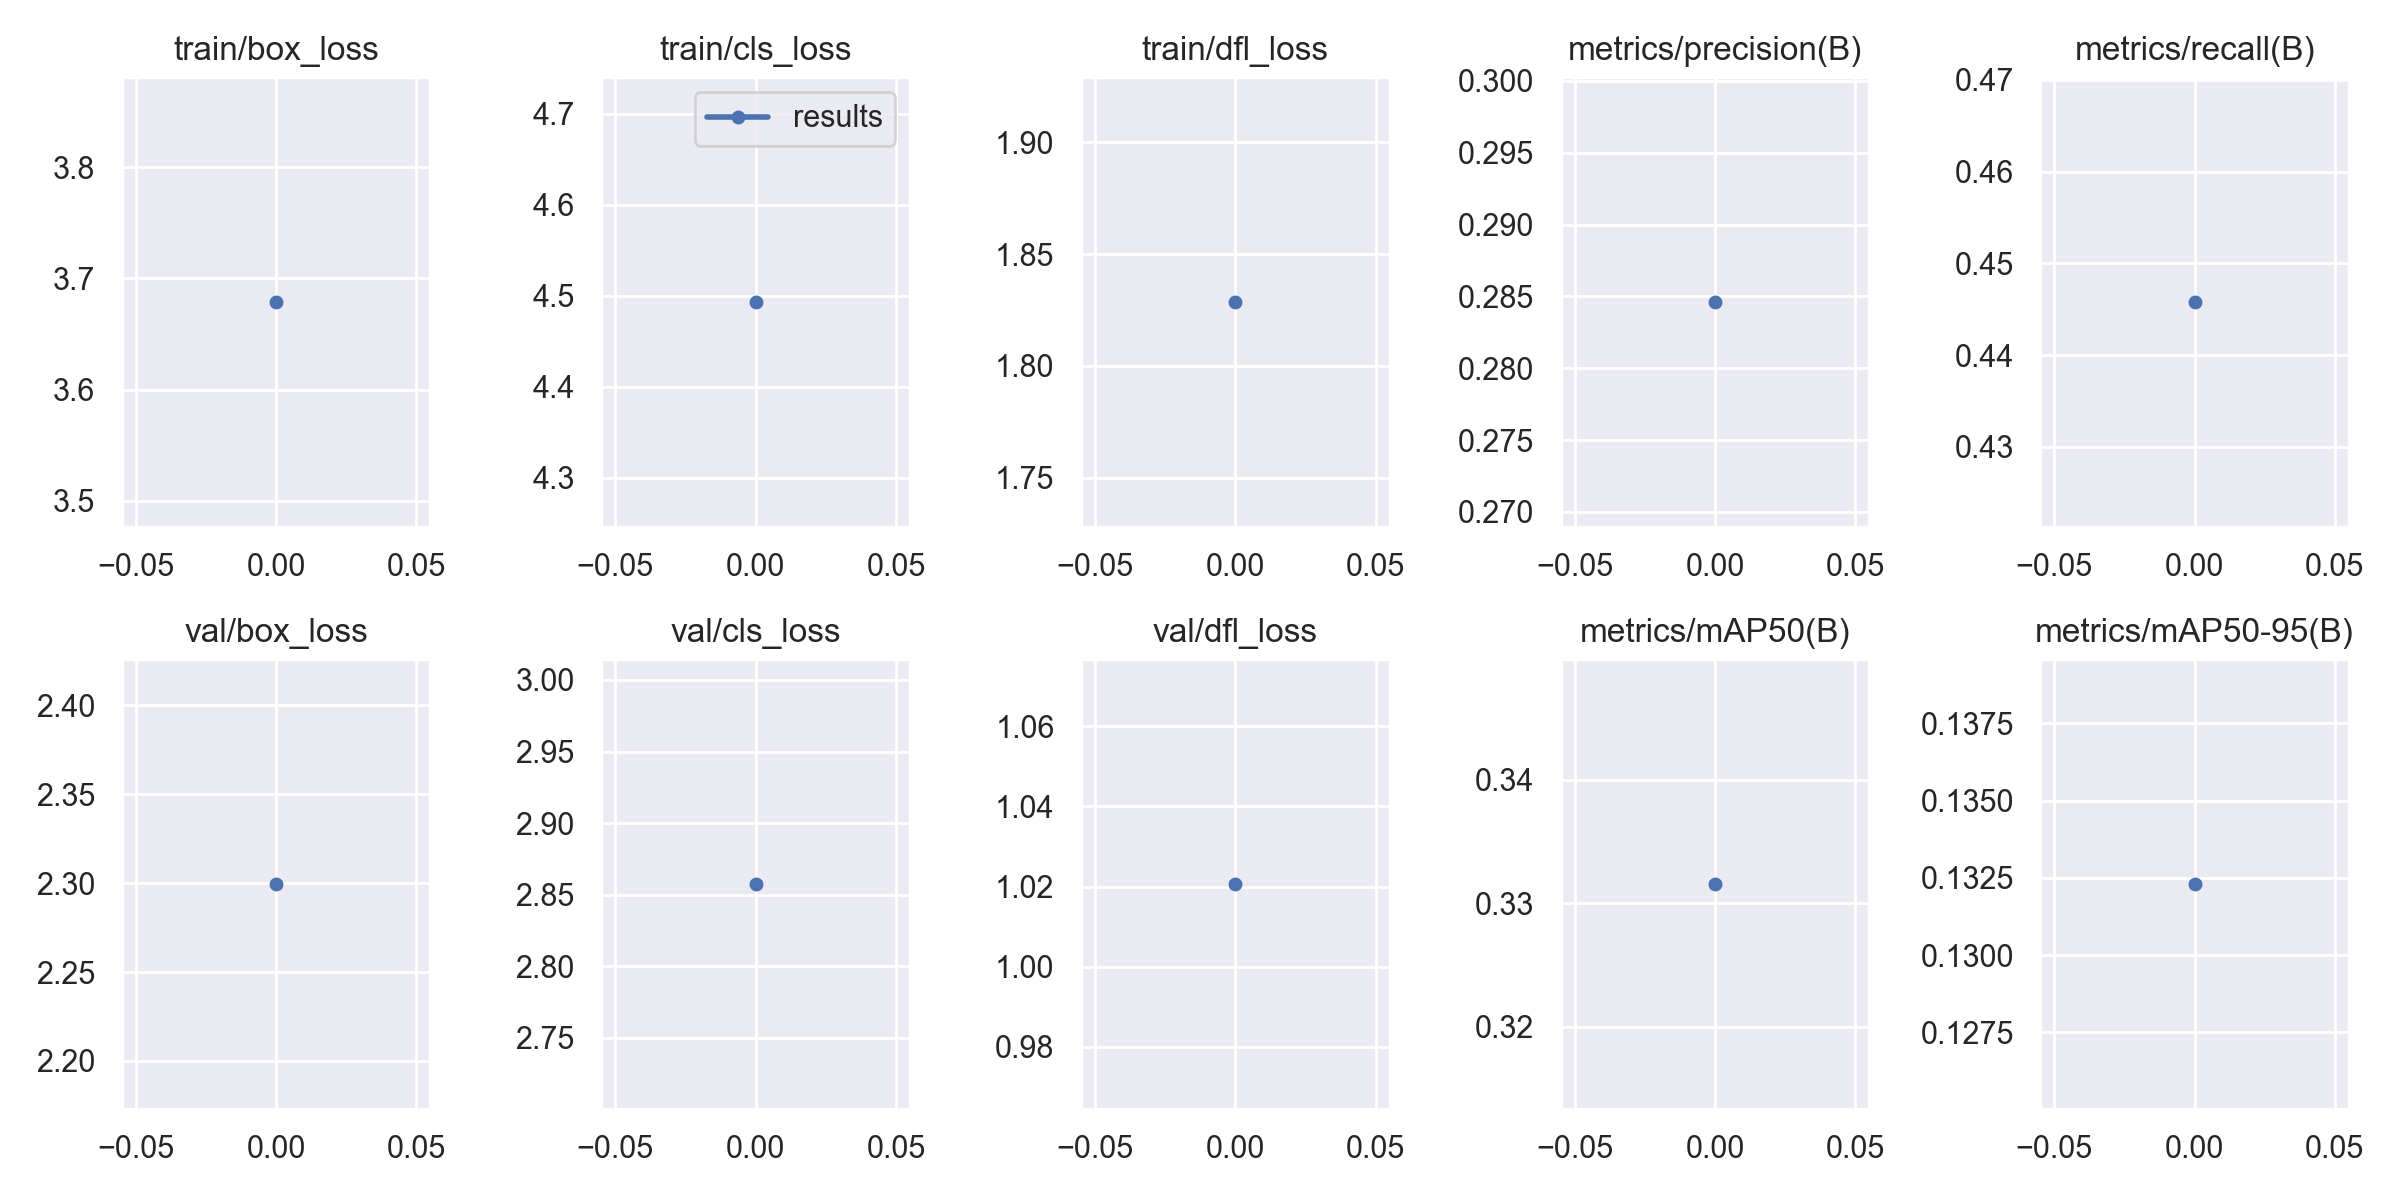 train/box_loss
3.8
3.7
3.6
3.5
−0.05 0.00 0.05
train/cls_loss
results
4.7
4.6
4.5
4.4
4.3
−0.05 0.00 0.05
train/dfl_loss
1.90
1.85
1.80
1.75
−0.05 0.00 0.05
metrics/precision(B)
0.300
0.295
0.290
0.285
0.280
0.275
0.270
−0.05 0.00 0.05
metrics/recall(B)
0.47
0.46
0.45
0.44
0.43
−0.05 0.00 0.05
val/box_loss
2.40
2.35
2.30
2.25
2.20
−0.05 0.00 0.05
val/cls_loss
3.00
2.95
2.90
2.85
2.80
2.75
−0.05 0.00 0.05
val/dfl_loss
1.06
1.04
1.02
1.00
0.98
−0.05 0.00 0.05
metrics/mAP50(B)
0.34
0.33
0.32
−0.05 0.00 0.05
metrics/mAP50-95(B)
0.1375
0.1350
0.1325
0.1300
0.1275
−0.05 0.00 0.05